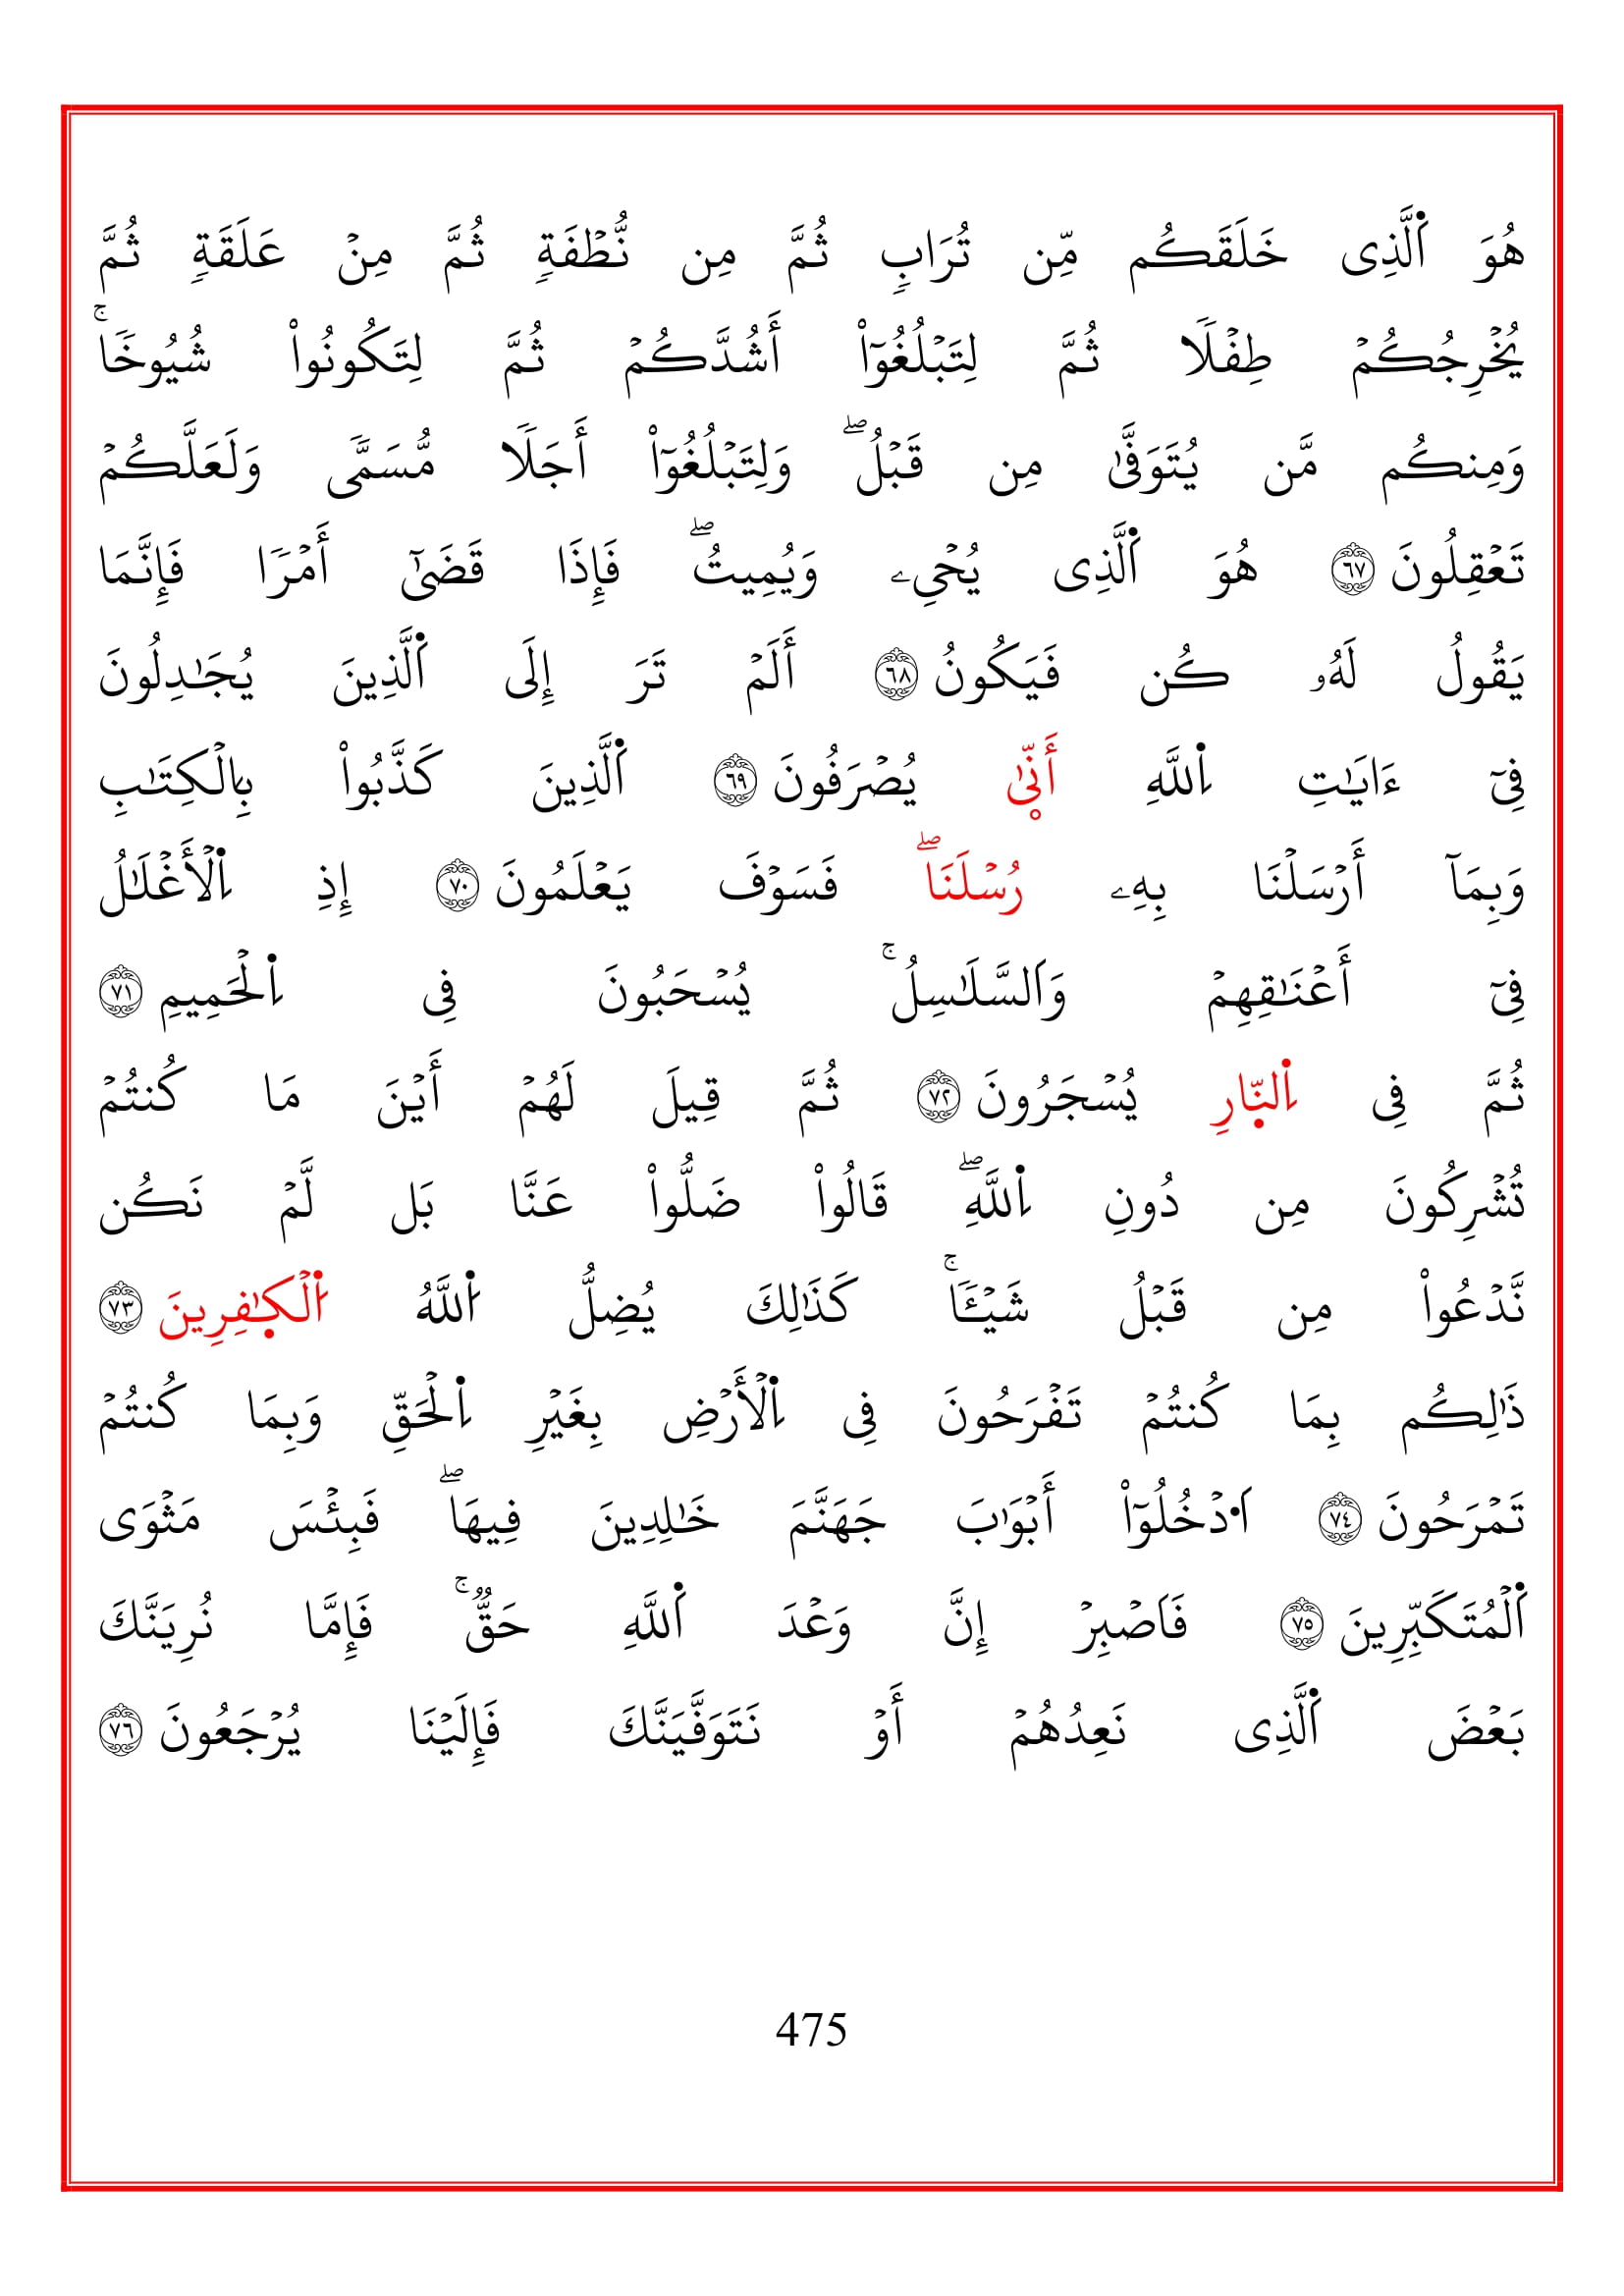 هُوَ ٱلَّذِى خَلَقَكُم مِّن تُرَابٖ ثُمَّ مِن نُّطۡفَةٖ ثُمَّ مِنۡ عَلَقَةٖ ثُمَّ
يُخۡرِجُكُمۡ طِفۡلٗا ثُمَّ لِتَبۡلُغُوٓاْ أَشُدَّكُمۡ ثُمَّ لِتَكُونُواْ شُيُوخٗاۚ
وَمِنكُم مَّن يُتَوَفَّىٰ مِن قَبۡلُۖ وَلِتَبۡلُغُوٓاْ أَجَلٗا مُّسَمّٗى وَلَعَلَّكُمۡ
تَعۡقِلُونَ ٦٧ هُوَ ٱلَّذِى يُحۡيِۦ وَيُمِيتُۖ فَإِذَا قَضَىٰٓ أَمۡرٗا فَإِنَّمَا
يَقُولُ لَهُۥ كُن فَيَكُونُ ٦٨ أَلَمۡ تَرَ إِلَى ٱلَّذِينَ يُجَٰدِلُونَ
فِىٓ ءَايَٰتِ ٱللَّهِ أَنّ۪ىٰ يُصۡرَفُونَ ٦٩ ٱلَّذِينَ كَذَّبُواْ بِٱلۡكِتَٰبِ
وَبِمَآ أَرۡسَلۡنَا بِهِۦ رُسۡلَنَاۖ فَسَوۡفَ يَعۡلَمُونَ ٧٠ إِذِ ٱلۡأَغۡلَٰلُ
فِىٓ أَعۡنَٰقِهِمۡ وَٱلسَّلَٰسِلُۚ يُسۡحَبُونَ فِى ٱلۡحَمِيمِ ٧١
ثُمَّ فِى ٱلنّ۪ارِ يُسۡجَرُونَ ٧٢ ثُمَّ قِيلَ لَهُمۡ أَيۡنَ مَا كُنتُمۡ
تُشۡرِكُونَ مِن دُونِ ٱللَّهِۖ قَالُواْ ضَلُّواْ عَنَّا بَل لَّمۡ نَكُن
نَّدۡعُواْ مِن قَبۡلُ شَيۡـٔٗاۚ كَذَٰلِكَ يُضِلُّ ٱللَّهُ ٱلۡكٰ۪فِرِينَ ٧٣
ذَٰلِكُم بِمَا كُنتُمۡ تَفۡرَحُونَ فِى ٱلۡأَرۡضِ بِغَيۡرِ ٱلۡحَقِّ وَبِمَا كُنتُمۡ
تَمۡرَحُونَ ٧٤ ٱدۡخُلُوٓاْ أَبۡوَٰبَ جَهَنَّمَ خَٰلِدِينَ فِيهَاۖ فَبِئۡسَ مَثۡوَى
ٱلۡمُتَكَبِّرِينَ ٧٥ فَٱصۡبِرۡ إِنَّ وَعۡدَ ٱللَّهِ حَقّٞۚ فَإِمَّا نُرِيَنَّكَ
بَعۡضَ ٱلَّذِى نَعِدُهُمۡ أَوۡ نَتَوَفَّيَنَّكَ فَإِلَيۡنَا يُرۡجَعُونَ ٧٦
475